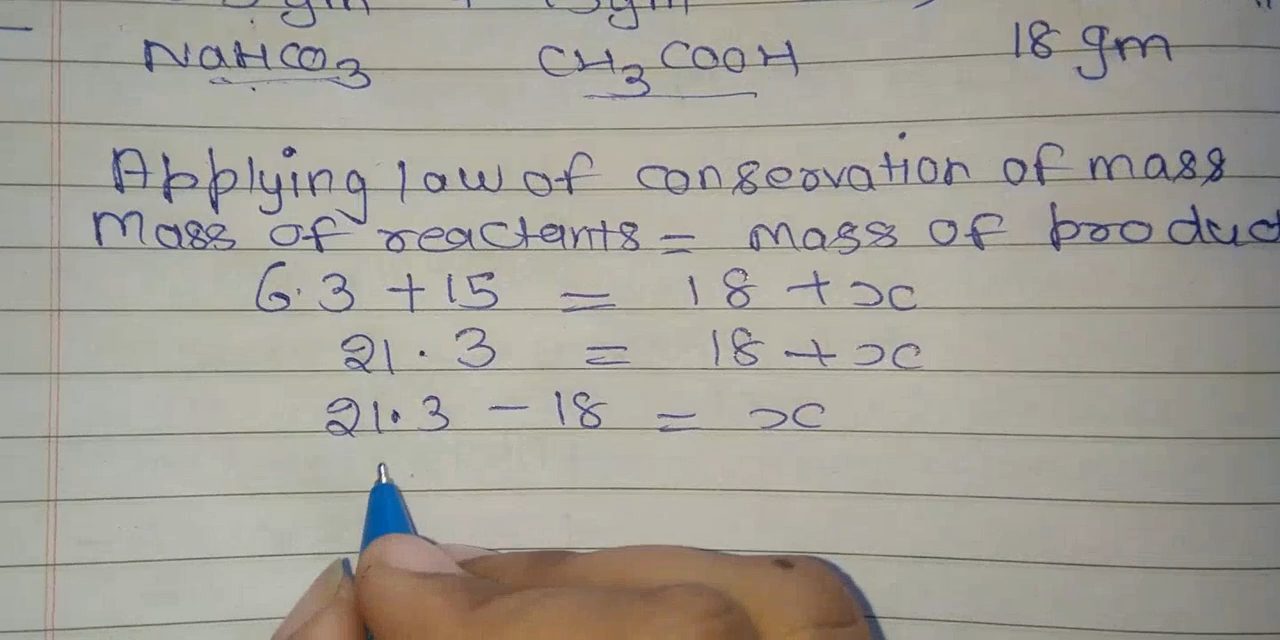 NaHCO3 CH3COOH 18 gm
Applying law of conservation of mass
Mass of reactants = mass of produc
6.3 + 15 = 18 + x
21.3 = 18 + x
21.3 - 18 = x